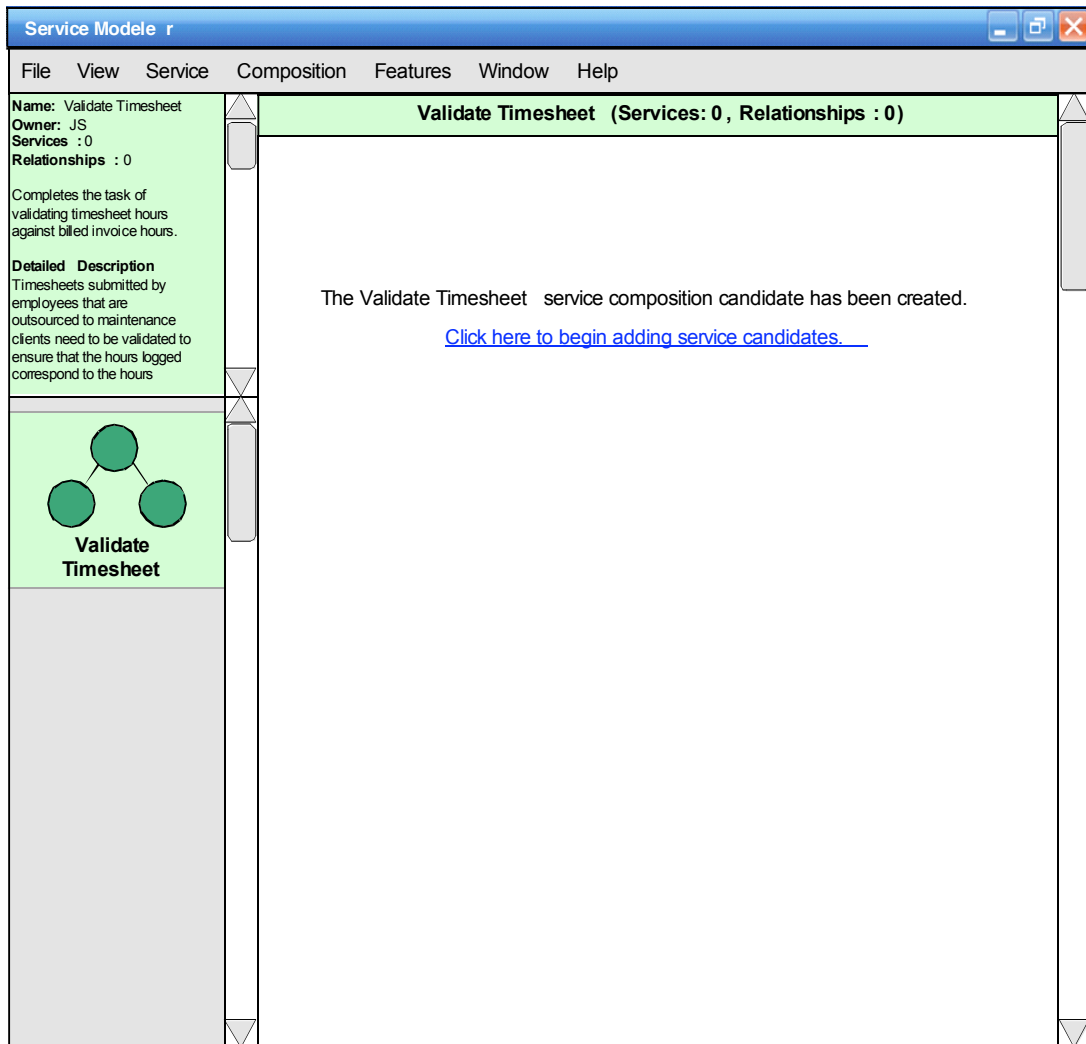 Service Modele r
File View Service Composition Features Window Help
Name: Validate Timesheet
Owner: JS
Services : 0
Relationships : 0
Completes the task of
validating timesheet hours
against billed invoice hours.
Detailed Description
Timesheets submitted by
employees that are
outsourced to maintenance
clients need to be validated to
ensure that the hours logged
correspond to the hours
Validate
Timesheet
Validate Timesheet (Services: 0 , Relationships : 0)
The Validate Timesheet service composition candidate has been created.
Click here to begin adding service candidates.